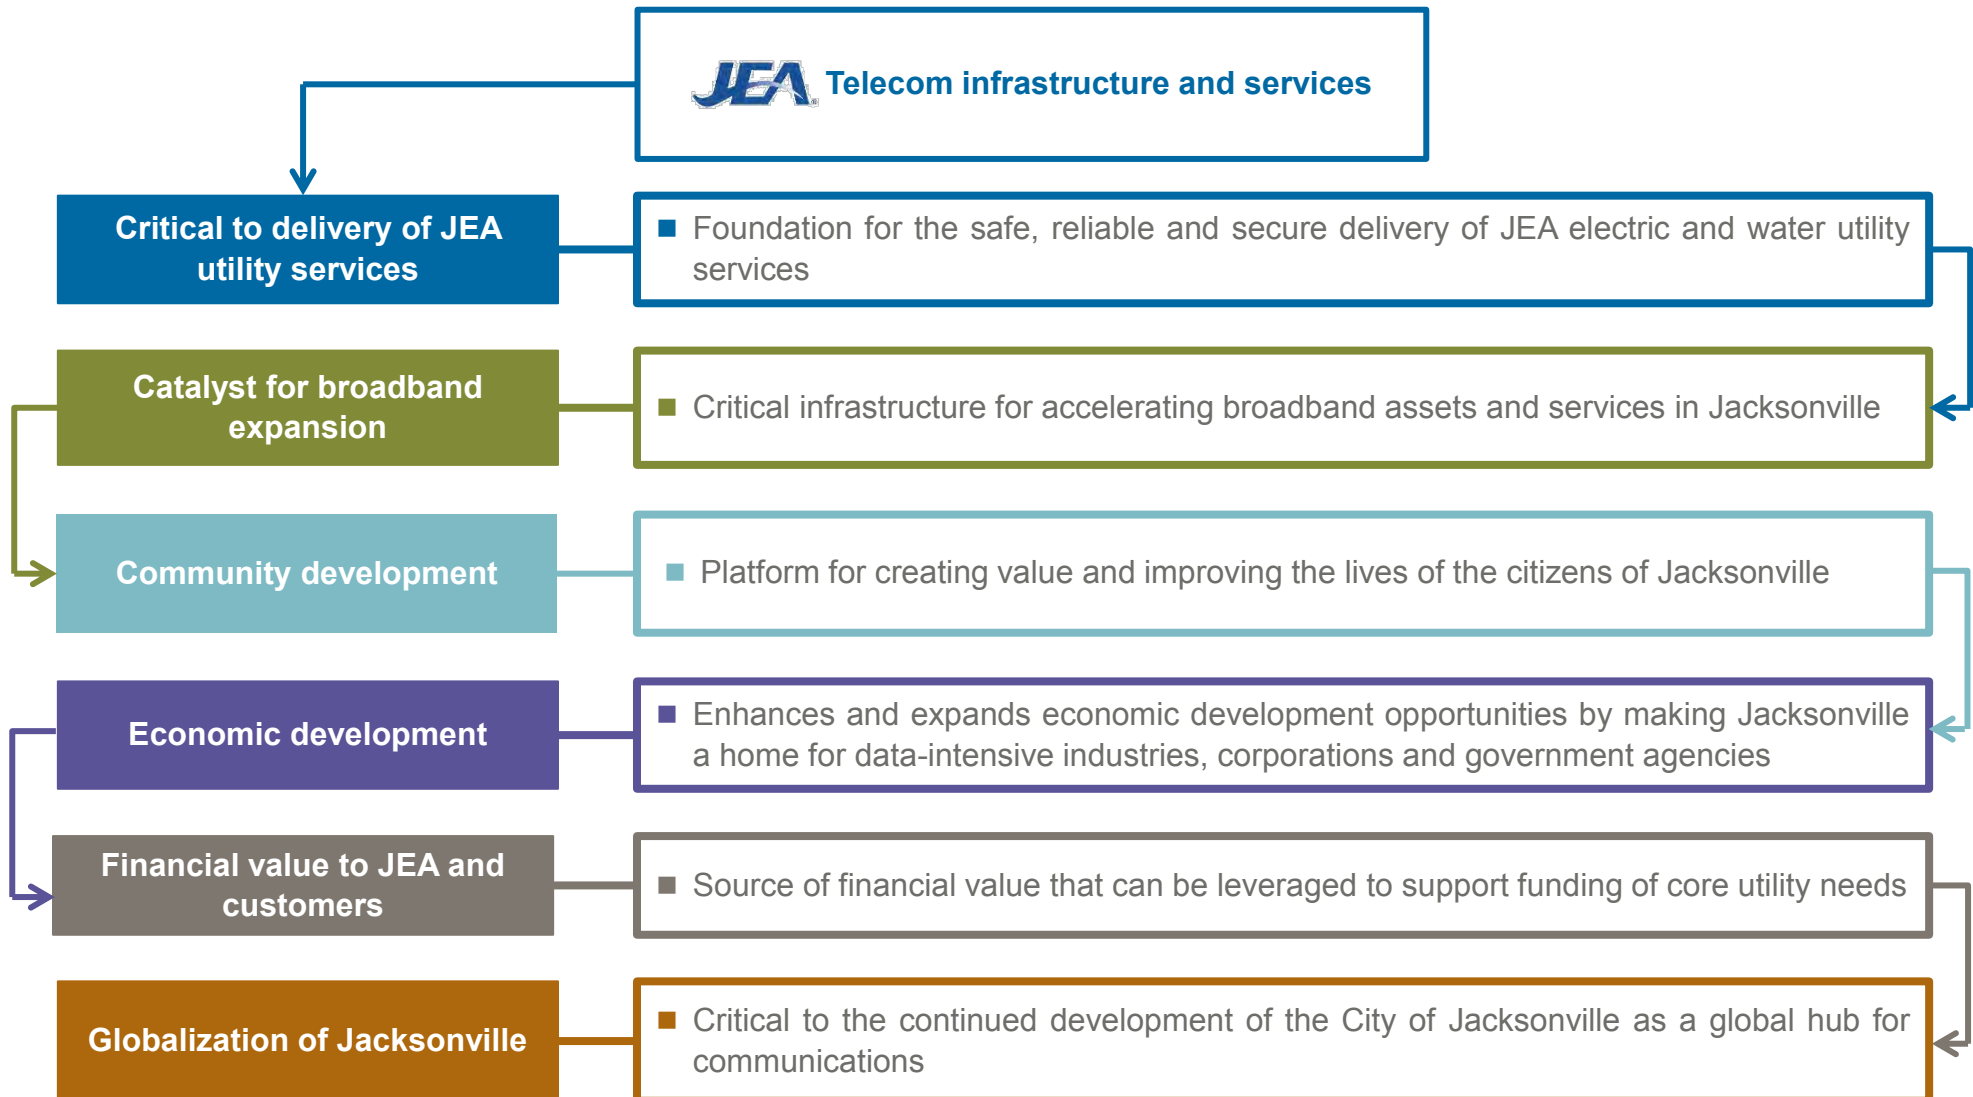 JEA Telecom infrastructure and services
Critical to delivery of JEA
utility services
■ Foundation for the safe, reliable and secure delivery of JEA electric and water utility
services
Catalyst for broadband
expansion
■ Critical infrastructure for accelerating broadband assets and services in Jacksonville
Community development
■ Platform for creating value and improving the lives of the citizens of Jacksonville
Economic development
■ Enhances and expands economic development opportunities by making Jacksonville
a home for data-intensive industries, corporations and government agencies
Financial value to JEA and
customers
■ Source of financial value that can be leveraged to support funding of core utility needs
Globalization of Jacksonville
■ Critical to the continued development of the City of Jacksonville as a global hub for
communications